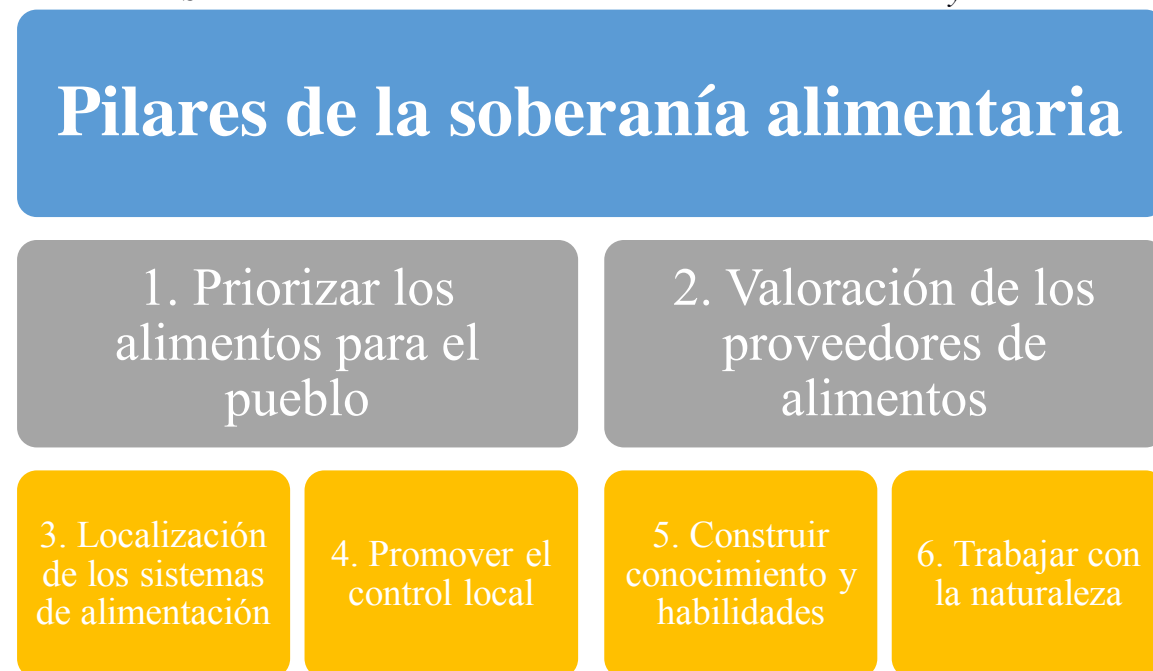 Pilares de la soberanía alimentaria
1. Priorizar los
alimentos para el
pueblo
2. Valoración de los
proveedores de
alimentos
3. Localización
de los sistemas
de alimentación
4. Promover el
control local
5. Construir
conocimiento y
habilidades
6. Trabajar con
la naturaleza